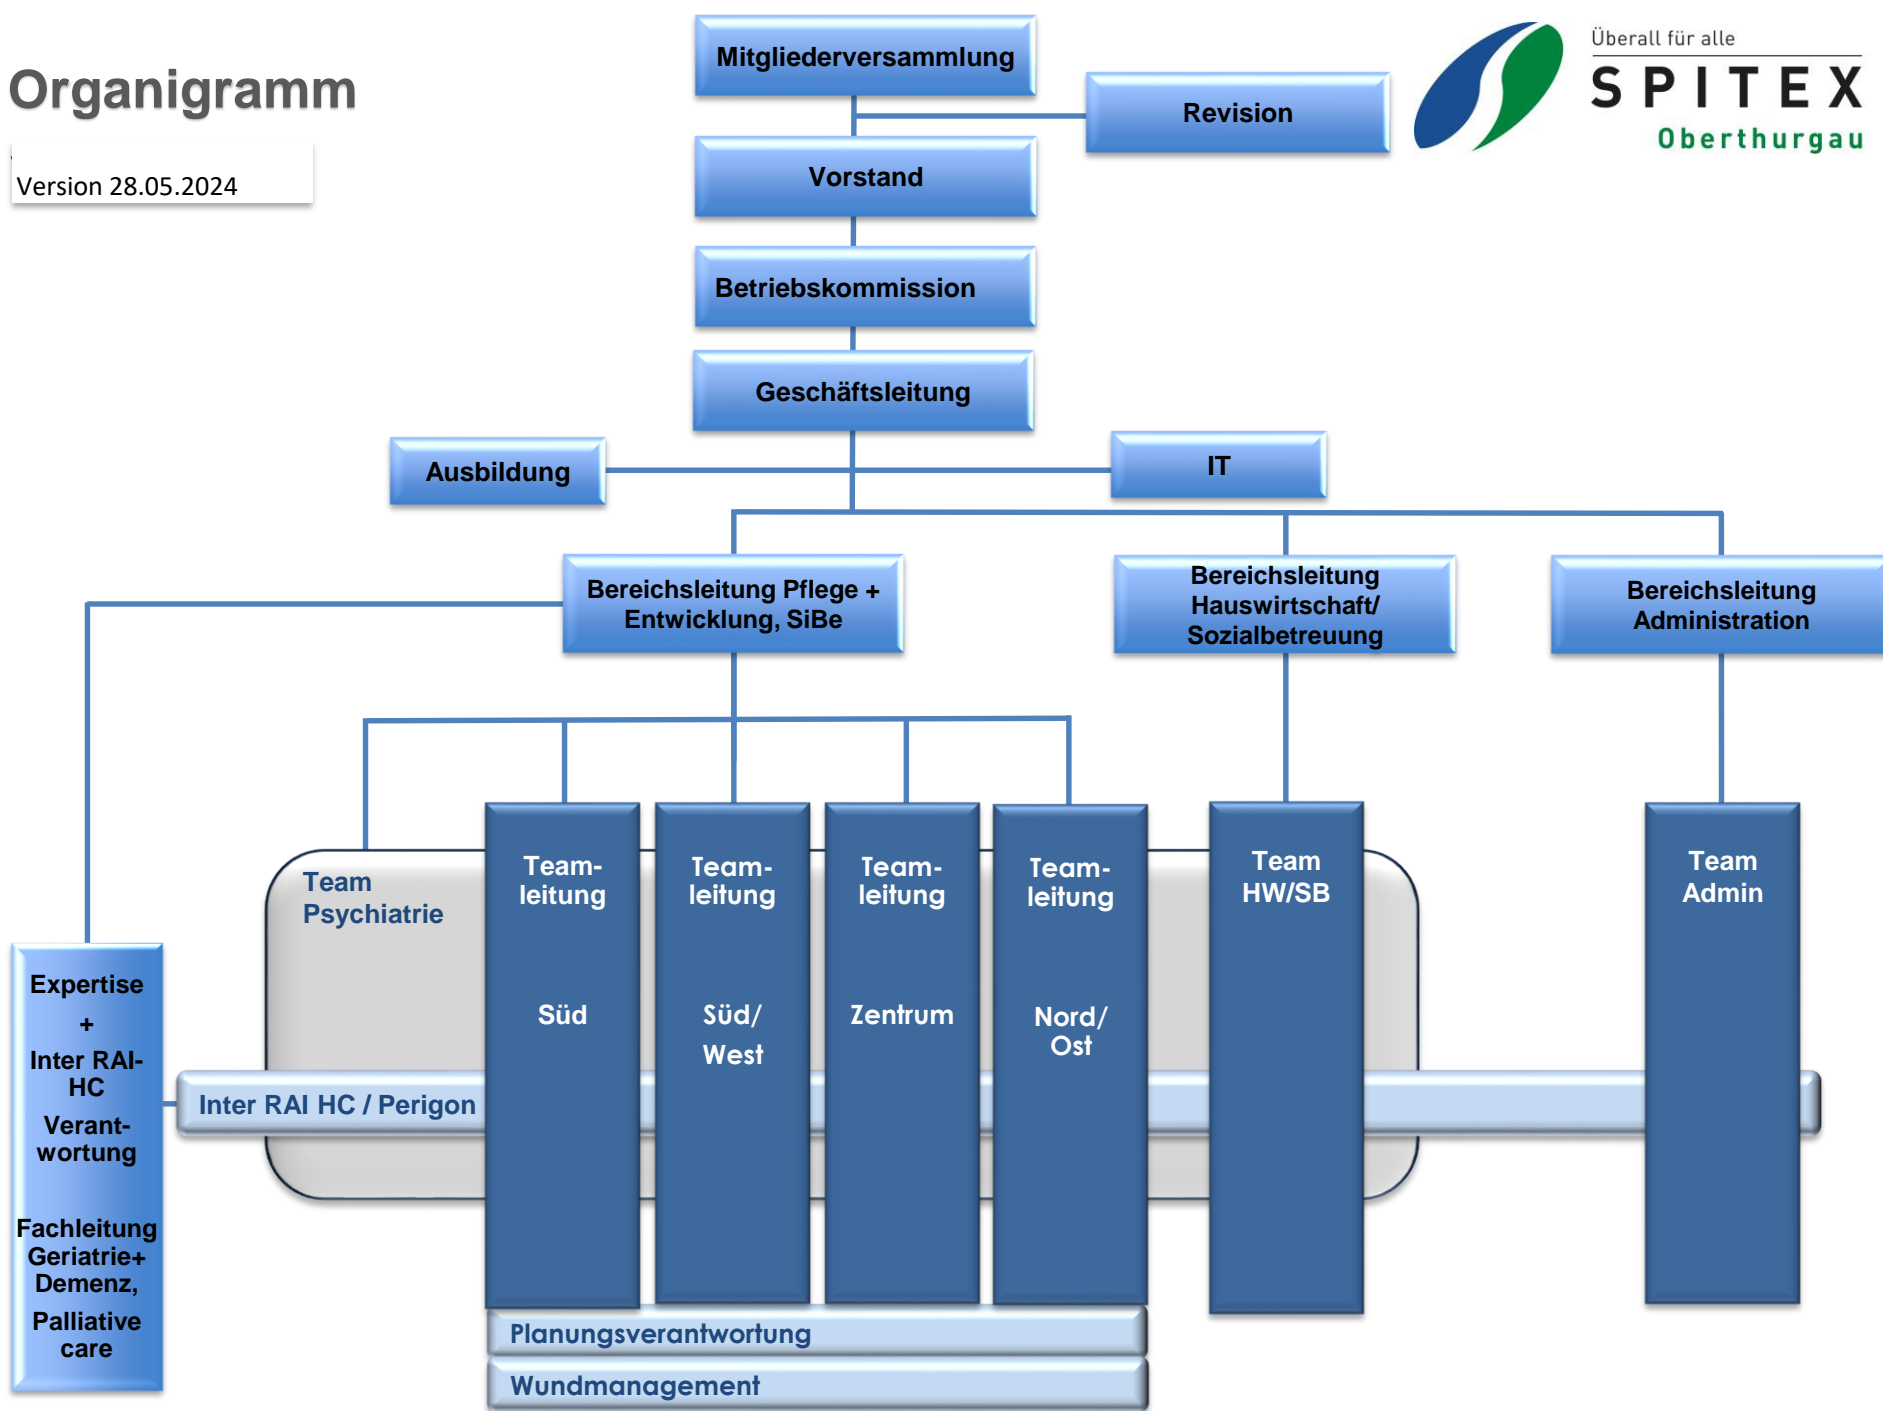 Organigramm
Version 28.05.2024
Mitgliederversammlung
Revision
Überall für alle
SPITEX
Oberthurgau
Vorstand
Betriebskommission
Geschäftsleitung
Ausbildung
IT
Bereichsleitung Pflege +
Entwicklung, SiBe
Bereichsleitung
Hauswirtschaft/
Sozialbetreuung
Bereichsleitung
Administration
Team
Psychiatrie
Team-
leitung
Süd
Team-
leitung
Süd/
West
Team-
leitung
Zentrum
Team-
leitung
Nord/
Ost
Team
HW/SB
Team
Admin
Expertise
+
Inter RAI-
HC
Verant-
wortung
Fachleitung
Geriatrie+
Demenz,
Palliative
care
Inter RAI HC / Perigon
Planungsverantwortung
Wundmanagement